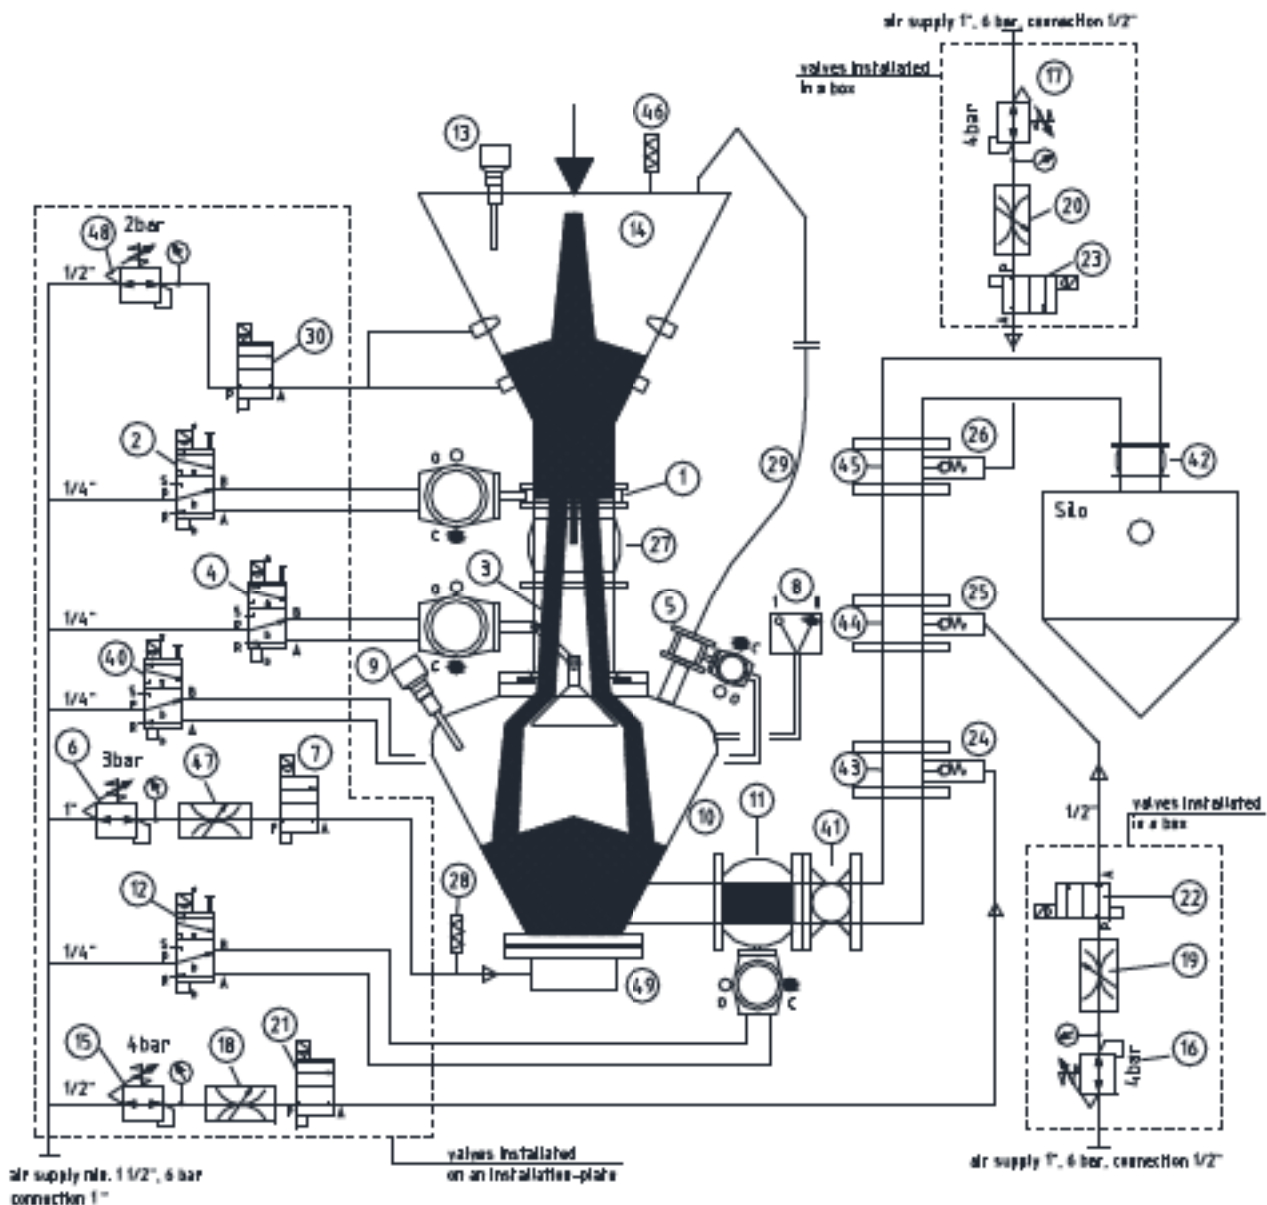 air supply 1", 6 bar, connection 1/2"
valves installated
in a box
17
4bar
46
13
20
14
23
48
2bar
1/2"
30
P
A
2
O
26
29
45
42
1/4"
S
P
R
B
A
1
Silo
C
27
4
3
8
25
5
O
1/4"
S
P
R
B
A
C
44
C
O
40
9
1/4"
S
P
R
B
A
24
6
3bar
47
7
43
1"
P
A
10
11
41
1/2"
valves installated
in a box
12
28
A
22
P
1/4"
S
P
R
B
A
19
49
O
C
15
4bar
18
21
16
4bar
1/2"
P
A
valves installated
on an installation-plate
air supply min. 1 1/2", 6 bar
connection 1"
air supply 1", 6 bar, connection 1/2"